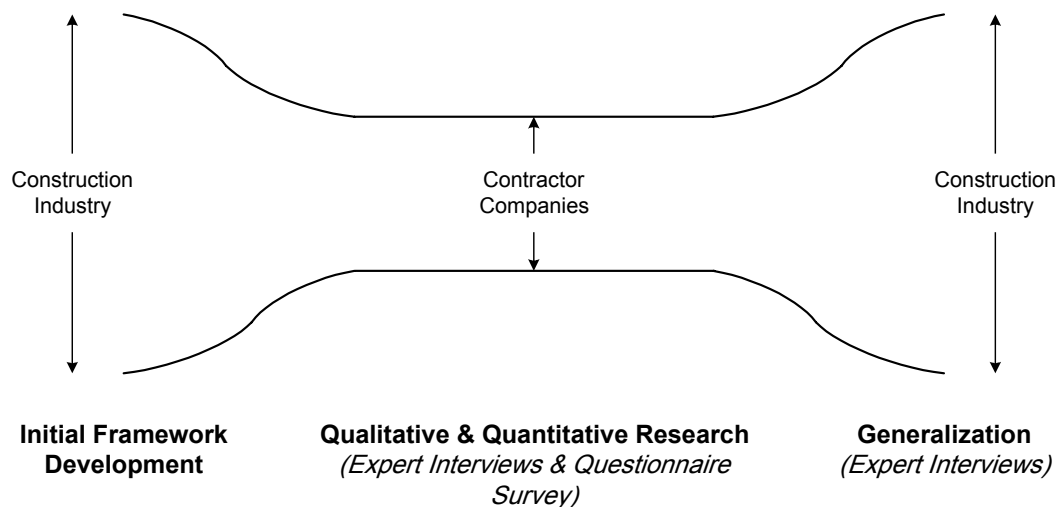 Construction
Industry
Contractor
Companies
Construction
Industry
Initial Framework
Development
Qualitative & Quantitative Research
(Expert Interviews & Questionnaire
Survey)
Generalization
(Expert Interviews)